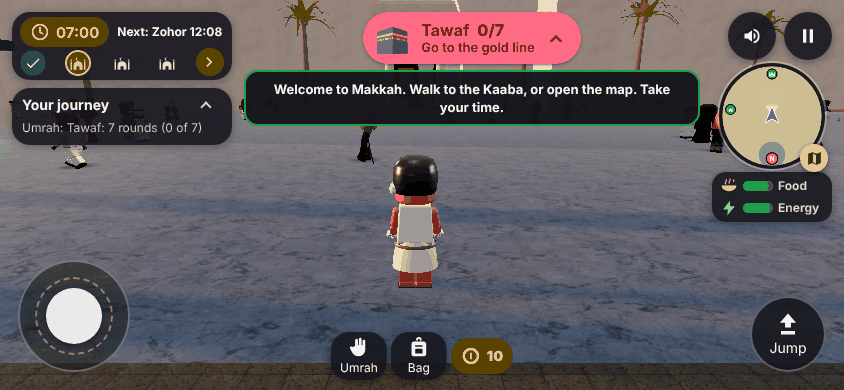 07:00 Next: Zohor 12:08
Your journey
Umrah: Tawaf: 7 rounds (0 of 7)
Tawaf 0/7
Go to the gold line
Welcome to Makkah. Walk to the Kaaba, or open the map. Take
your time.
N
Food
Energy
Umrah
Bag
10
Jump